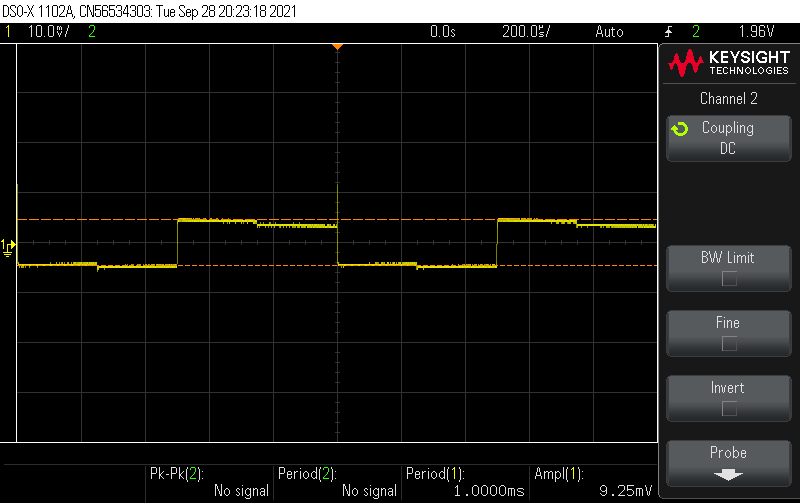 DSO-X 1102A, CN56534303: Tue Sep 28 20:23:18 2021
1 10.0V/ 2 0.0s 200.0s/ Auto 2 1.96V
KEYSIGHT
TECHNOLOGIES
Channel 2
Coupling
DC
1
BW Limit
Fine
Invert
Probe
Pk-Pk(2): Period(2): Period(1): Ampl(1):
No signal No signal 1.0000ms 9.25mV